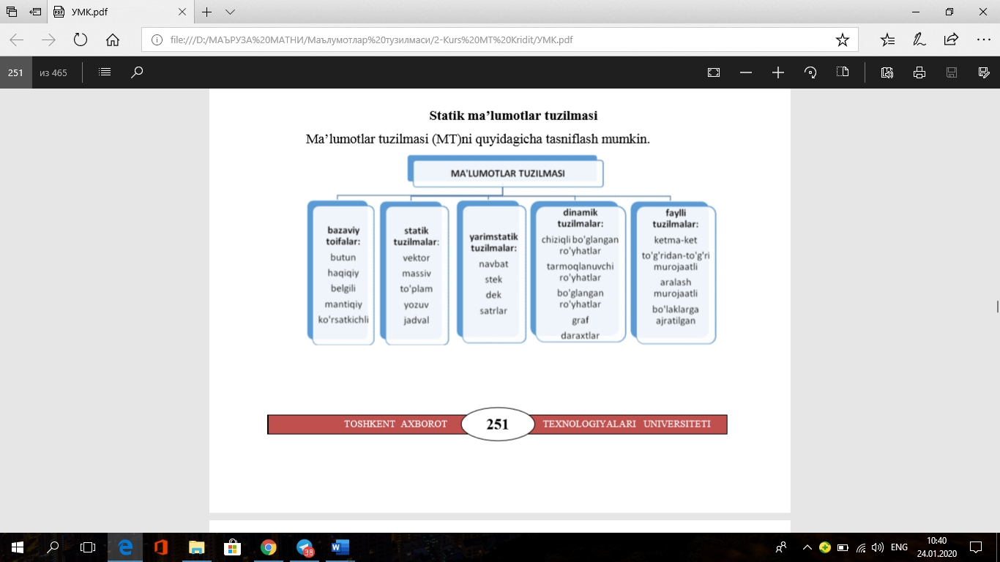 УМК.pdf
file:///D:/МАЪРУЗА%20МАТНИ/Маълумотлар%20тузилмаси/2-Kurs%20MT%20Kridit/УМК.pdf
251 из 465
Statik ma’lumotlar tuzilmasi
Ma’lumotlar tuzilmasi (MT)ni quyidagicha tasniflash mumkin.
MA'LUMOTLAR TUZILMASI
bazaviy
toifalar:
butun
haqiqiy
belgili
mantiqiy
ko'rsatkichli
statik
tuzilmalar:
vektor
massiv
to'plam
yozuv
jadval
yarimstatik
tuzilmalar:
navbat
stek
dek
satrlar
dinamik
tuzilmalar:
chiziqli bo'glangan
ro'yhatlar
tarmoqlanuvchi
ro'yhatlar
bo'glangan
ro'yhatlar
graf
daraxtlar
faylli
tuzilmalar:
ketma-ket
to'g'ridan-to'g'ri
murojaatli
aralash
murojaatli
bo'laklarga
ajratilgan
TOSHKENT AXBOROT 251 TEXNOLOGIYALARI UNIVERSITETI
38
ENG
10:40
24.01.2020